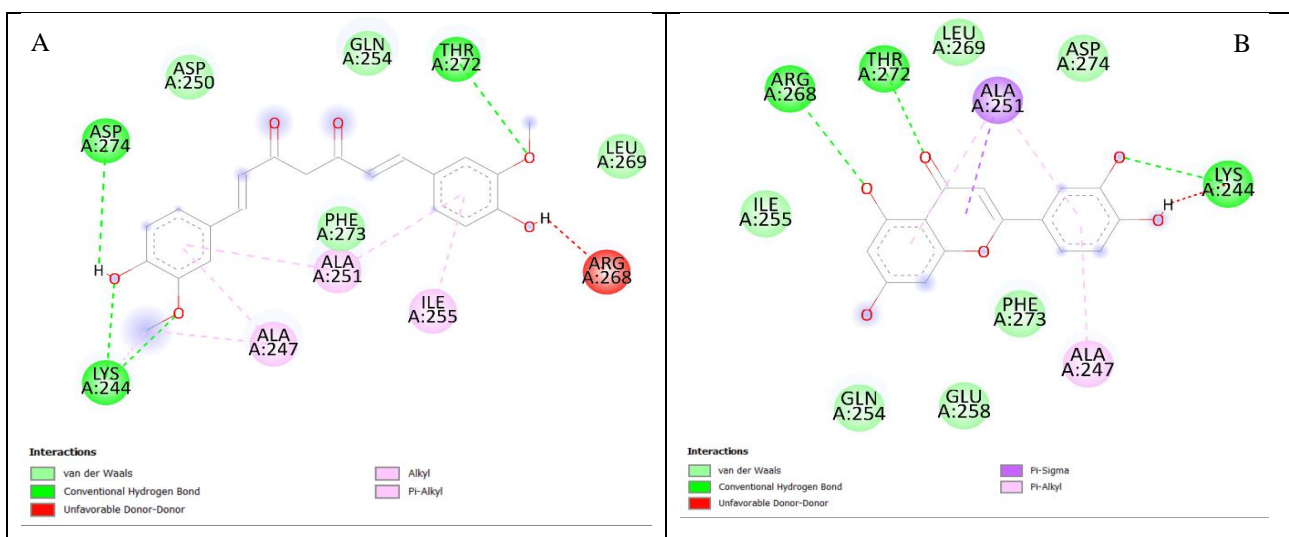 A
GLN
A:254
THR
A:272
ASP
A:250
ASP
A:274
O
O
O
LEU
A:269
PHE
A:273
O
H
ALA
A:251
ARG
A:268
H
O
ILE
A:255
O
ALA
A:247
LYS
A:244
Interactions
van der Waals
Conventional Hydrogen Bond
Unfavorable Donor-Donor
Alkyl
Pi-Alkyl
B
LEU
A:269
THR
A:272
ASP
A:274
ARG
A:268
ALA
A:251
O
O
LYS
A:244
O
H
O
ILE
A:255
O
O
PHE
A:273
ALA
A:247
GLN
A:254
GLU
A:258
Interactions
van der Waals
Conventional Hydrogen Bond
Unfavorable Donor-Donor
Pi-Sigma
Pi-Alkyl